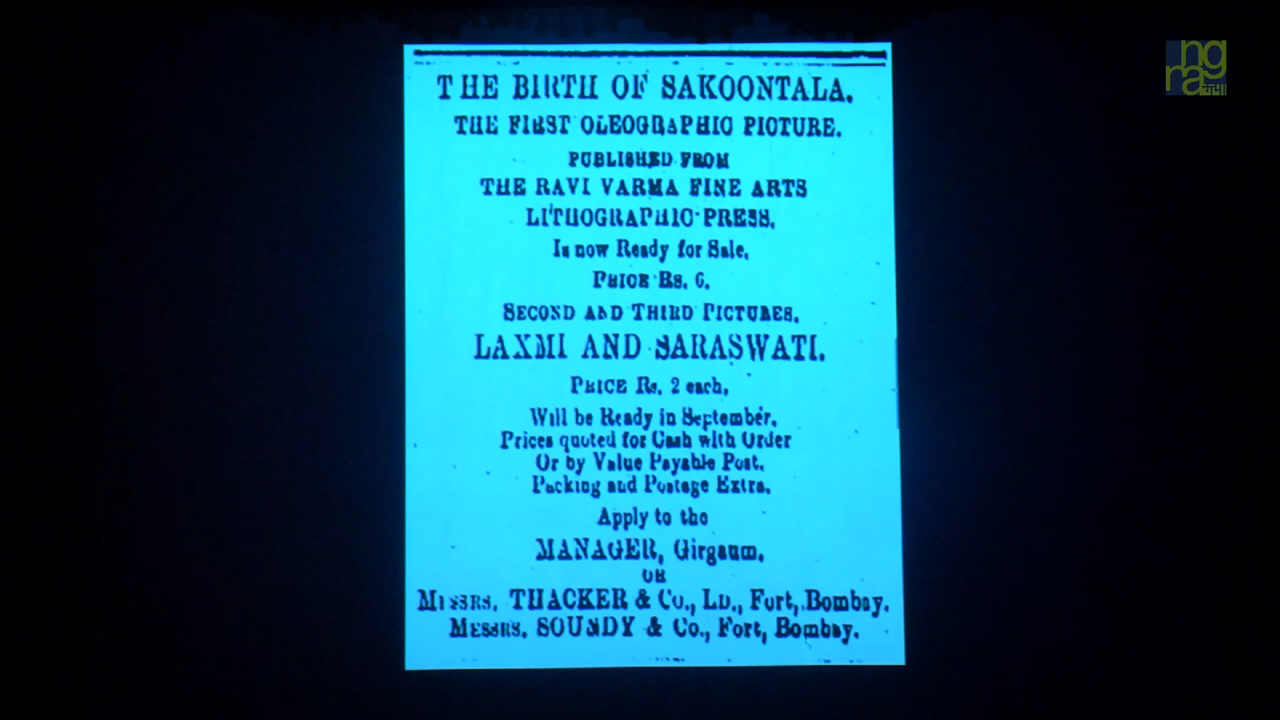 THE BIRTH OF SAKOONTALA.
THE FIRST OLEOGRAPHIC PICTURE.
PUBLISHED FROM
THE RAVI VARMA FINE ARTS
LITHOGRAPHIC PRESS,
Is now Ready for Sale.
PRICE Rs. 6.
SECOND AND THIRD PICTURES.
LAXMI AND SARASWATI.
PRICE Rs. 2 each,
Will be Ready in September.
Prices quoted for Cash with Order
Or by Value Payable Post.
Packing and Postage Extra.
Apply to the
MANAGER, Girgaum,
OR
MESSRS. THACKER & Co., LD., Fort, Bombay.
MESSRS. SOUNDY & Co., Fort, Bombay.
ngra